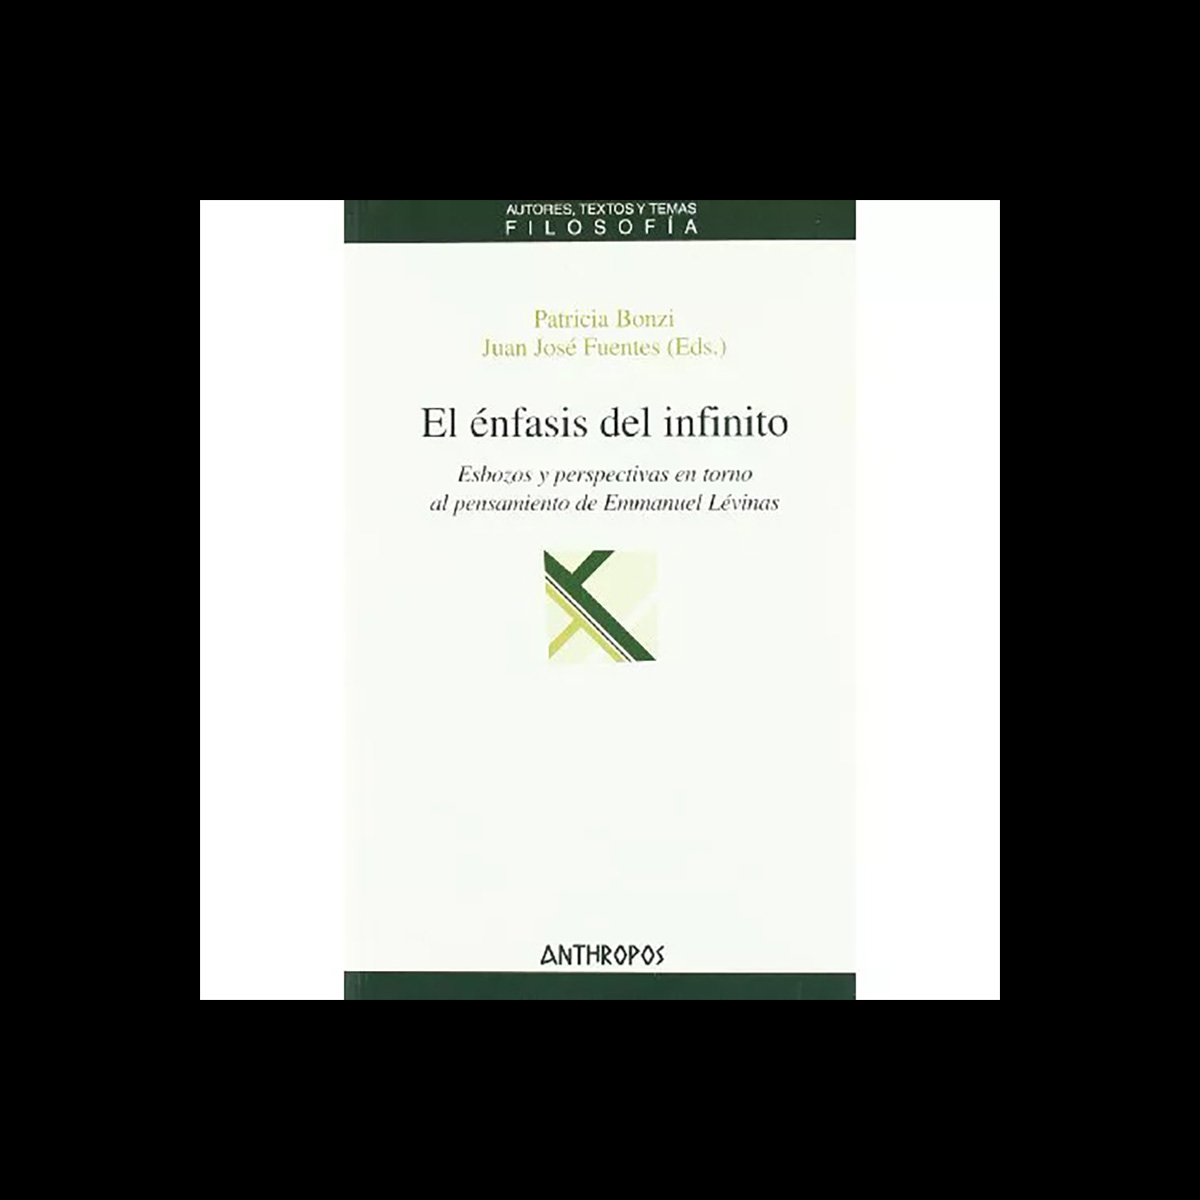 AUTORES, TEXTOS Y TEMAS
FILOSOFÍA
Patricia Bonzi
Juan José Fuentes (Eds.)
El énfasis del infinito
Esbozos y perspectivas en torno
al pensamiento de Emmanuel Lévinas
ANTHROPOS